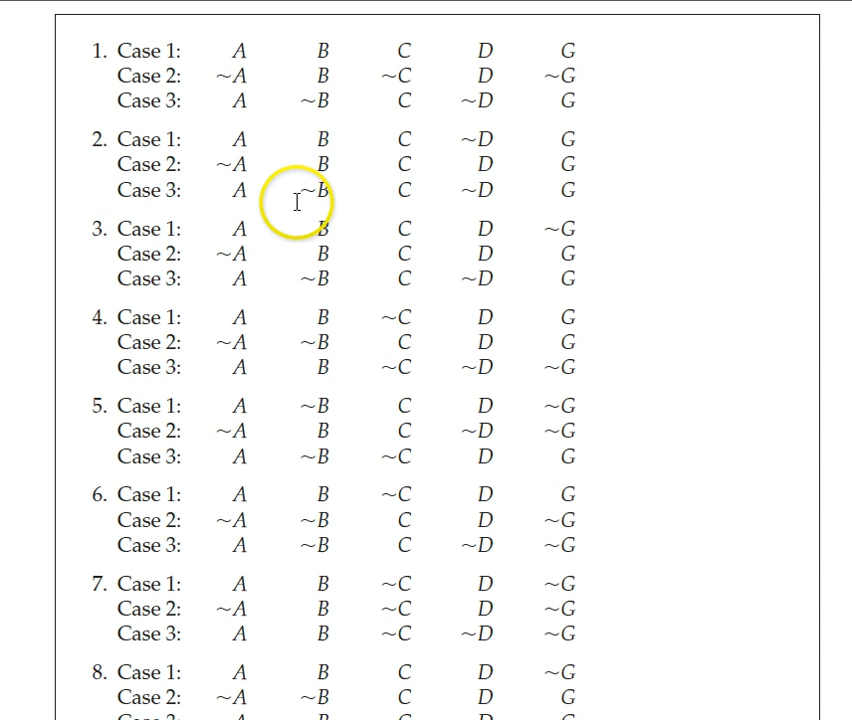 1. Case 1: A B C D G
Case 2: ~A B ~C D ~G
Case 3: A ~B C ~D G
2. Case 1: A B C ~D G
Case 2: ~A B C D G
Case 3: A ~B C ~D G
3. Case 1: A B C D ~G
Case 2: ~A B C D G
Case 3: A ~B C ~D G
4. Case 1: A B ~C D G
Case 2: ~A ~B C D G
Case 3: A B ~C ~D ~G
5. Case 1: A ~B C D ~G
Case 2: ~A B C ~D ~G
Case 3: A ~B ~C D G
6. Case 1: A B ~C D G
Case 2: ~A ~B C D ~G
Case 3: A ~B C ~D ~G
7. Case 1: A B ~C D ~G
Case 2: ~A B ~C D ~G
Case 3: A B ~C ~D ~G
8. Case 1: A B C D ~G
Case 2: ~A ~B C D G